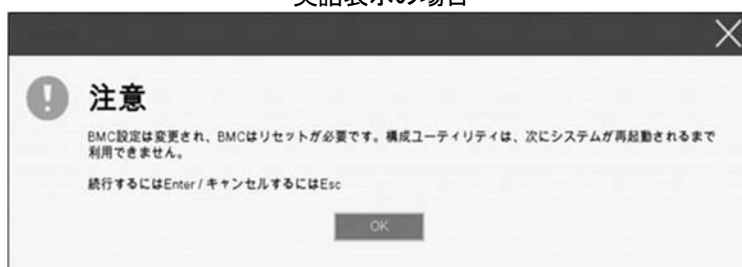 英語表示の場合
注意
BMC設定は変更され、BMCはリセットが必要です。構成ユーティリティは、次にシステムが再起動されるまで
利用できません。
続行するにはEnter / キャンセルするにはEsc
OK